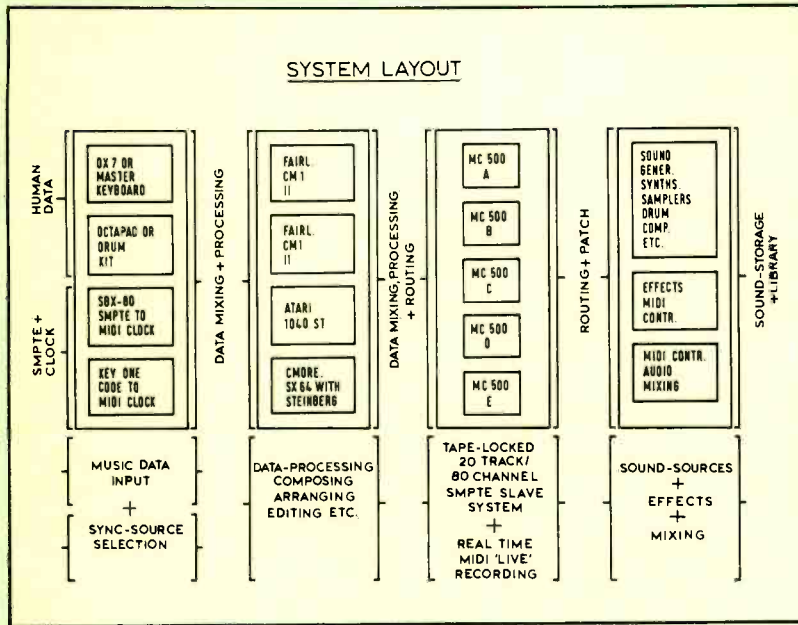 SYSTEM LAYOUT
HUMAN
DATA
SMPTE +
CLOCK
DX 7 OR
MASTER
KEYBOARD
OCTAPAC OR
DRUM
KIT
SBX-80
SMPTE TO
MIDI CLOCK
KEY ONE
CODE TO
MIDI CLOCK
MUSIC DATA
INPUT
+
SYNC-SOURCE
SELECTION
DATA MIXING + PROCESSING
FAIRL.
CM1
II
FAIRL.
CM1
II
ATARI
1040 ST
CMORE.
SX 64 WITH
STEINBERG
DATA-PROCESSING
COMPOSING
ARRANGING
EDITING ETC.
DATA MIXING, PROCESSING
+ ROUTING
MC 500
A
MC 500
B
MC 500
C
MC 500
D
MC 500
E
TAPE-LOCKED
20 TRACK/
80 CHANNEL
SMPTE SLAVE
SYSTEM
+
REAL TIME
MIDI 'LIVE'
RECORDING
ROUTING + PATCH
SOUND
GENER.
SYNTHS.
SAMPLERS
DRUM
COMP.
ETC.
EFFECTS
MIDI
CONTR.
MIDI CONTR.
AUDIO
MIXING
SOUND-SOURCES
+
EFFECTS
+
MIXING
SOUND-STORAGE
+LIBRARY